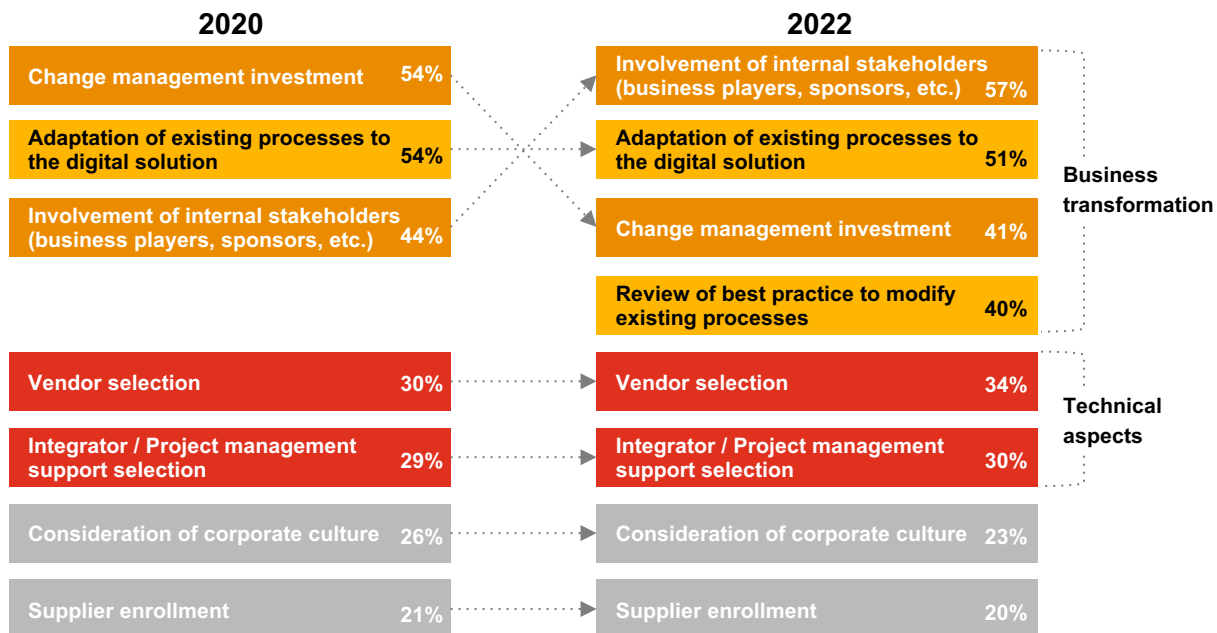 2020
Change management investment 54%
Adaptation of existing processes to
the digital solution 54%
Involvement of internal stakeholders
(business players, sponsors, etc.) 44%
Vendor selection 30%
Integrator / Project management
support selection 29%
Consideration of corporate culture 26%
Supplier enrollment 21%
2022
Involvement of internal stakeholders
(business players, sponsors, etc.) 57%
Adaptation of existing processes to
the digital solution 51%
Change management investment 41%
Review of best practice to modify
existing processes 40%
Vendor selection 34%
Integrator / Project management
support selection 30%
Consideration of corporate culture 23%
Supplier enrollment 20%
Business
transformation
Technical
aspects